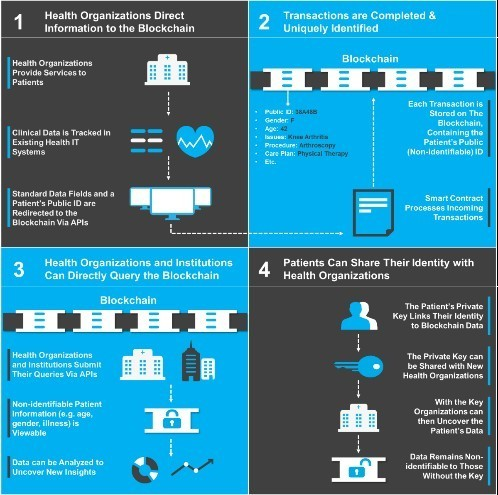 1
Health Organizations Direct
Information to the Blockchain
Health Organizations
Provide Services to
Patients
Clinical Data is Tracked in
Existing Health IT
Systems
Standard Data Fields and a
Patient's Public ID are
Redirected to the
Blockchain Via APIs
2
Transactions are Completed &
Uniquely Identified
Blockchain
• Public ID: 38A48B
• Gender: F
• Age: 42
• Issues: Knee Arthritis
• Procedure: Arthroscopy
• Care Plan: Physical Therapy
• Etc.
Each Transaction is
Stored on The
Blockchain,
Containing the
Patient's Public
(Non-identifiable) ID
Smart Contract
Processes Incoming
Transactions
3
Health Organizations and Institutions
Can Directly Query the Blockchain
Blockchain
Health Organizations
and Institutions Submit
Their Queries Via APIs
Non-identifiable Patient
Information (e.g. age,
gender, illness) is
Viewable
Data can be Analyzed to
Uncover New Insights
4
Patients Can Share Their Identity with
Health Organizations
The Patient's Private
Key Links Their Identity
to Blockchain Data
The Private Key can
be Shared with New
Health Organizations
With the Key
Organizations can
then Uncover the
Patient's Data
Data Remains Non-
identifiable to Those
Without the Key